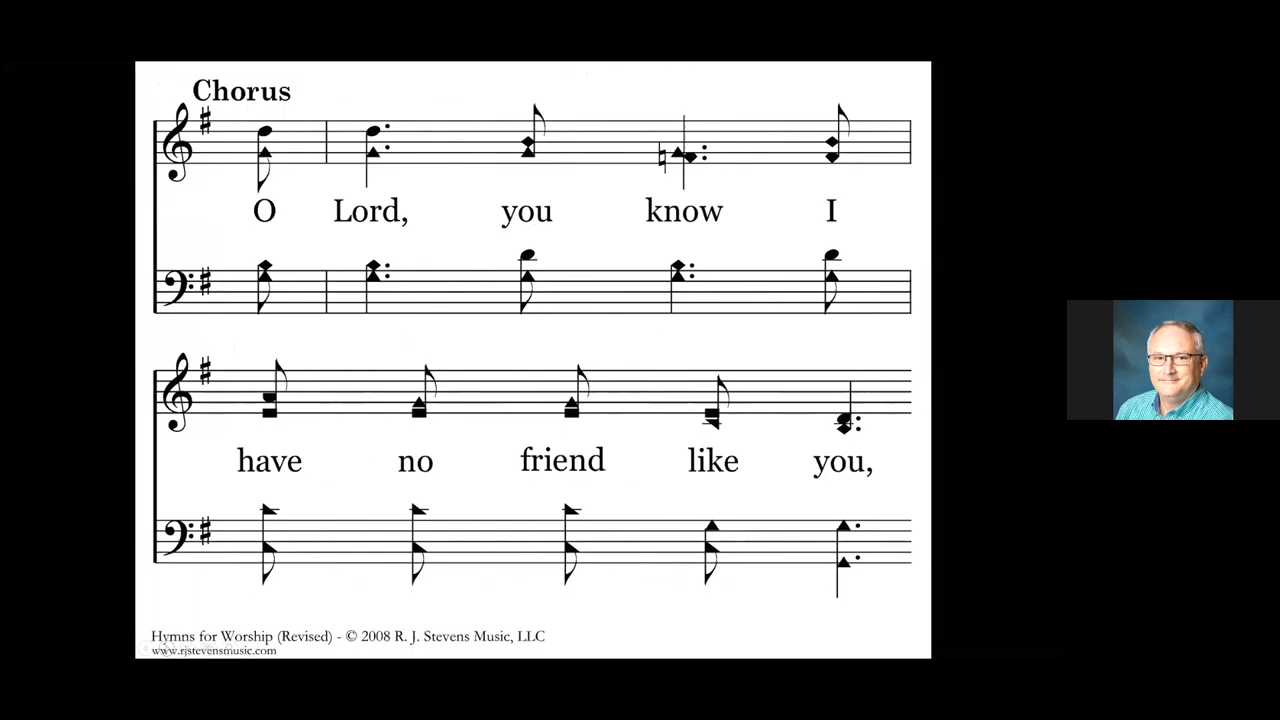 Chorus
O Lord, you know I
have no friend like you,
Hymns for Worship (Revised) - © 2008 R. J. Stevens Music, LLC
www.rjstevensmusic.com